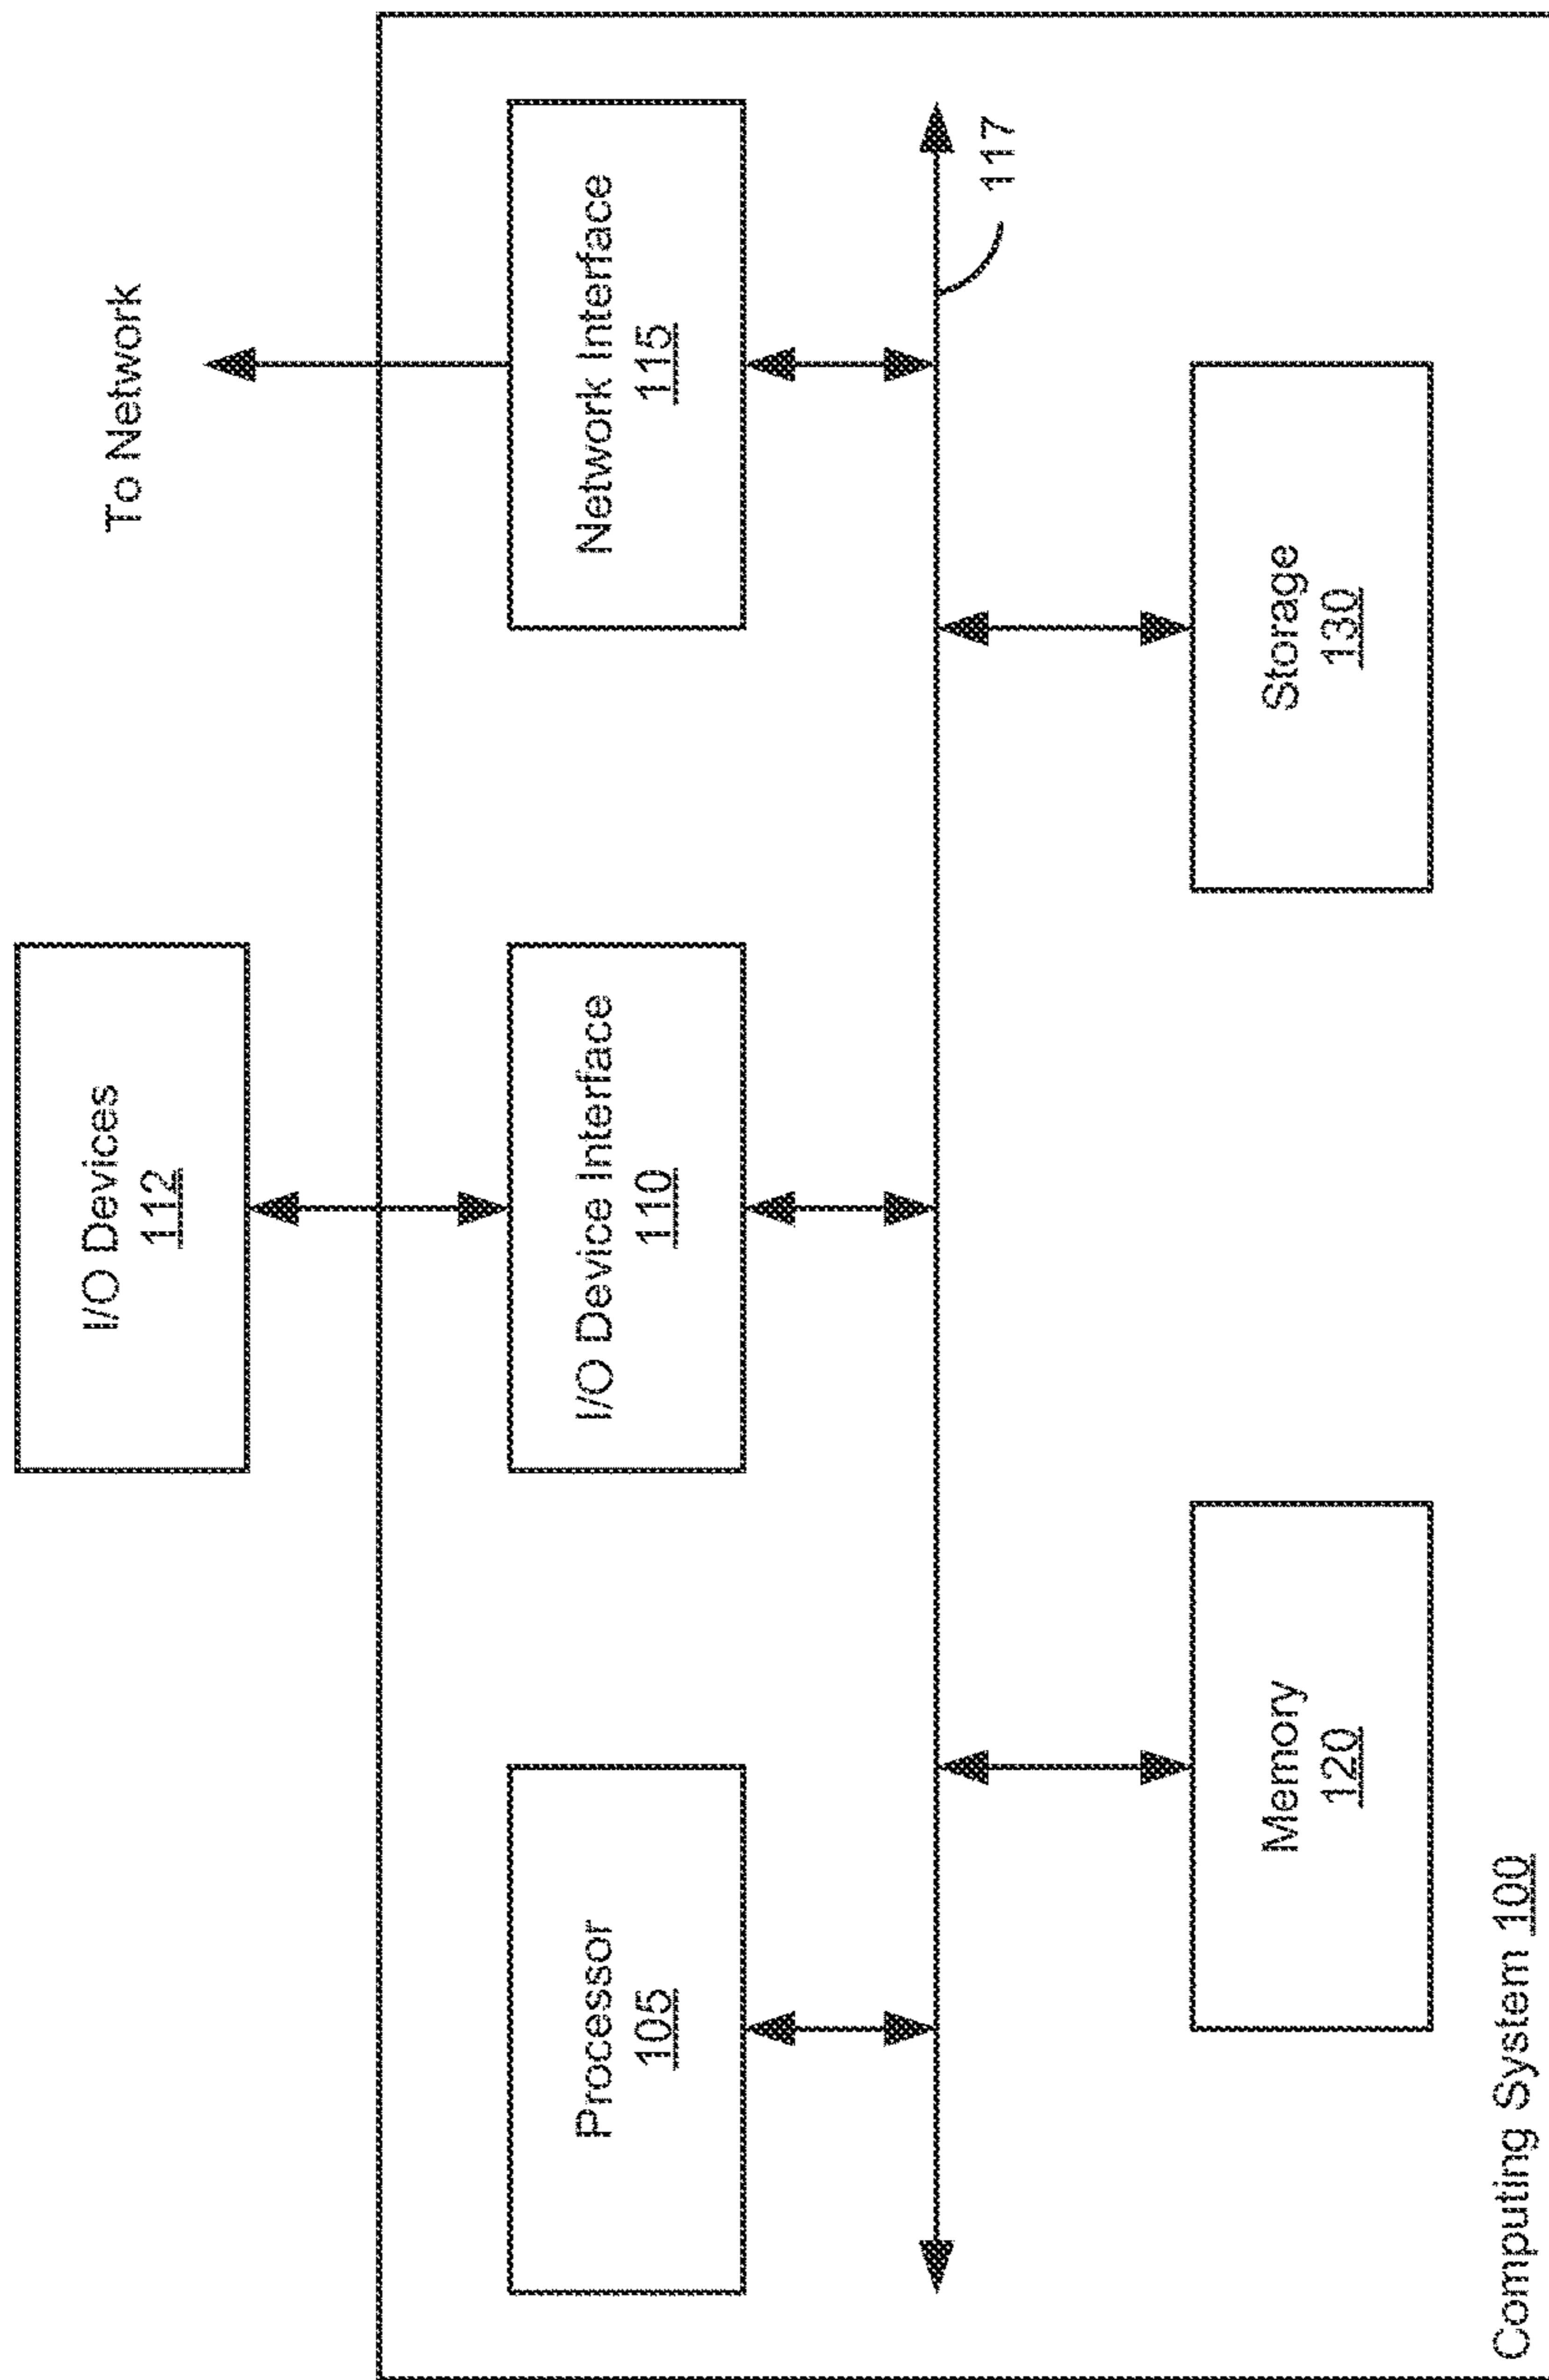 I/O Devices
112
To Network
Processor
105
I/O Device Interface
110
Network Interface
115
117
Memory
120
Storage
130
Computing System 100